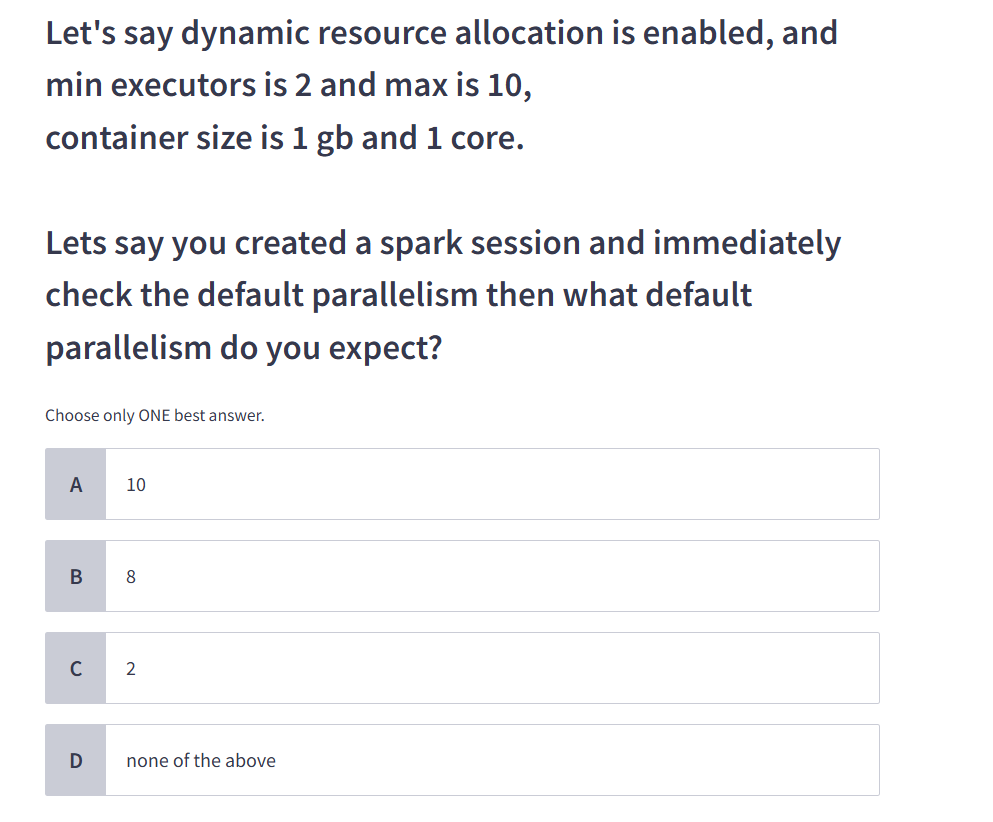 Let's say dynamic resource allocation is enabled, and
min executors is 2 and max is 10,
container size is 1 gb and 1 core.
Lets say you created a spark session and immediately
check the default parallelism then what default
parallelism do you expect?
Choose only ONE best answer.
A 10
B 8
C 2
D none of the above